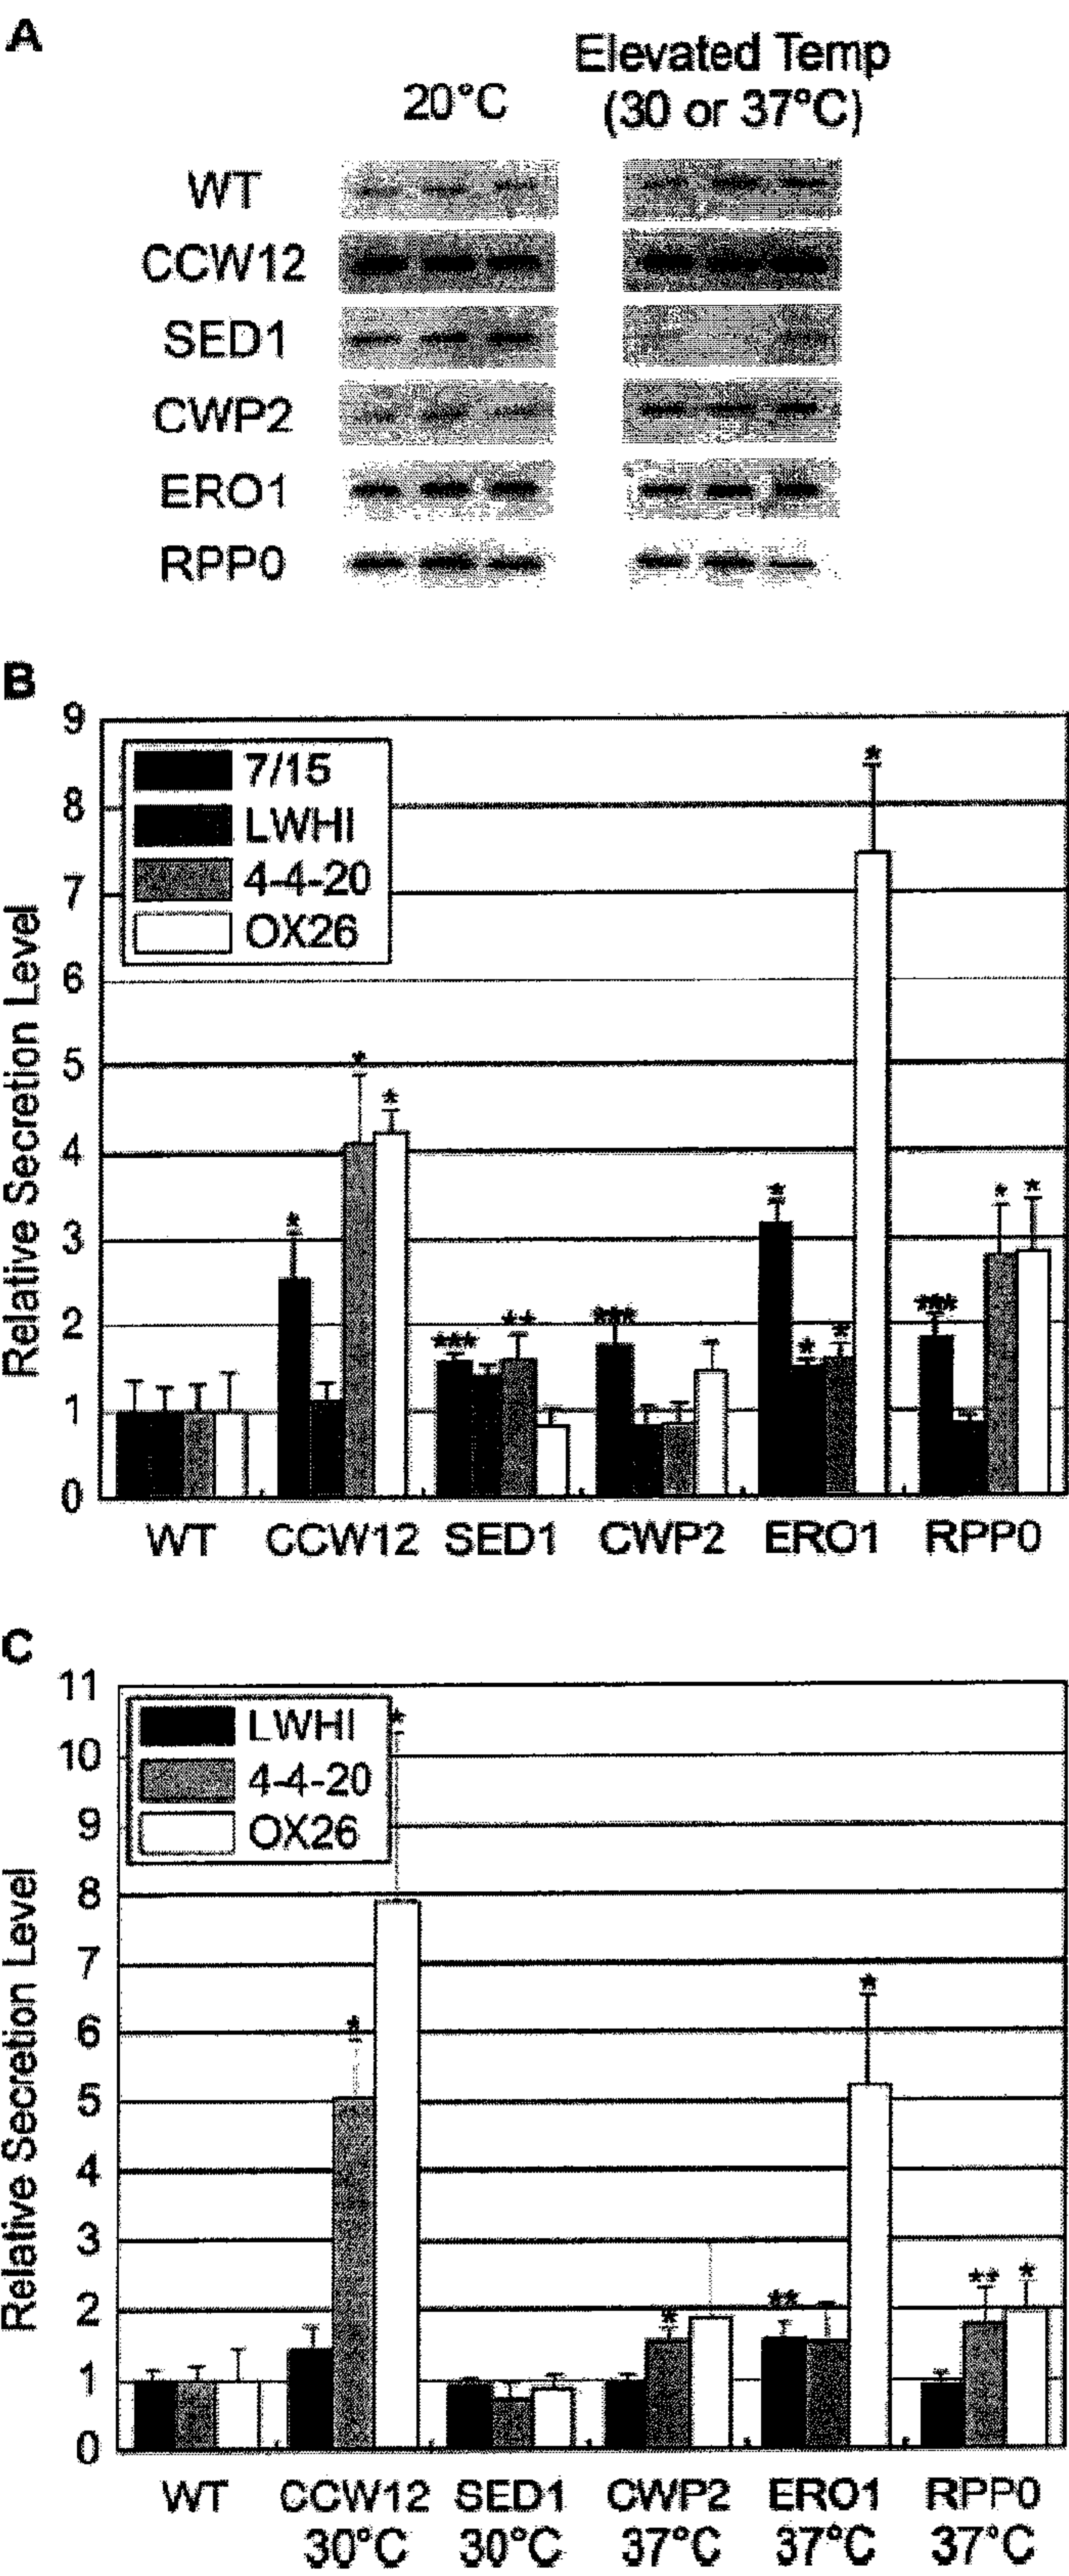 A
20°C
Elevated Temp
(30 or 37°C)
WT
CCW12
SED1
CWP2
ERO1
RPP0
B
Relative Secretion Level
9
8
7
6
5
4
3
2
1
0
7/15
LWHI
4-4-20
OX26
*
*
*
***
**
***
*
*
*
*
***
*
*
WT
CCW12
SED1
CWP2
ERO1
RPP0
C
Relative Secretion Level
11
10
9
8
7
6
5
4
3
2
1
0
LWHI
4-4-20
OX26
*
*
*
**
*
**
*
WT
CCW12
30°C
SED1
30°C
CWP2
37°C
ERO1
37°C
RPP0
37°C